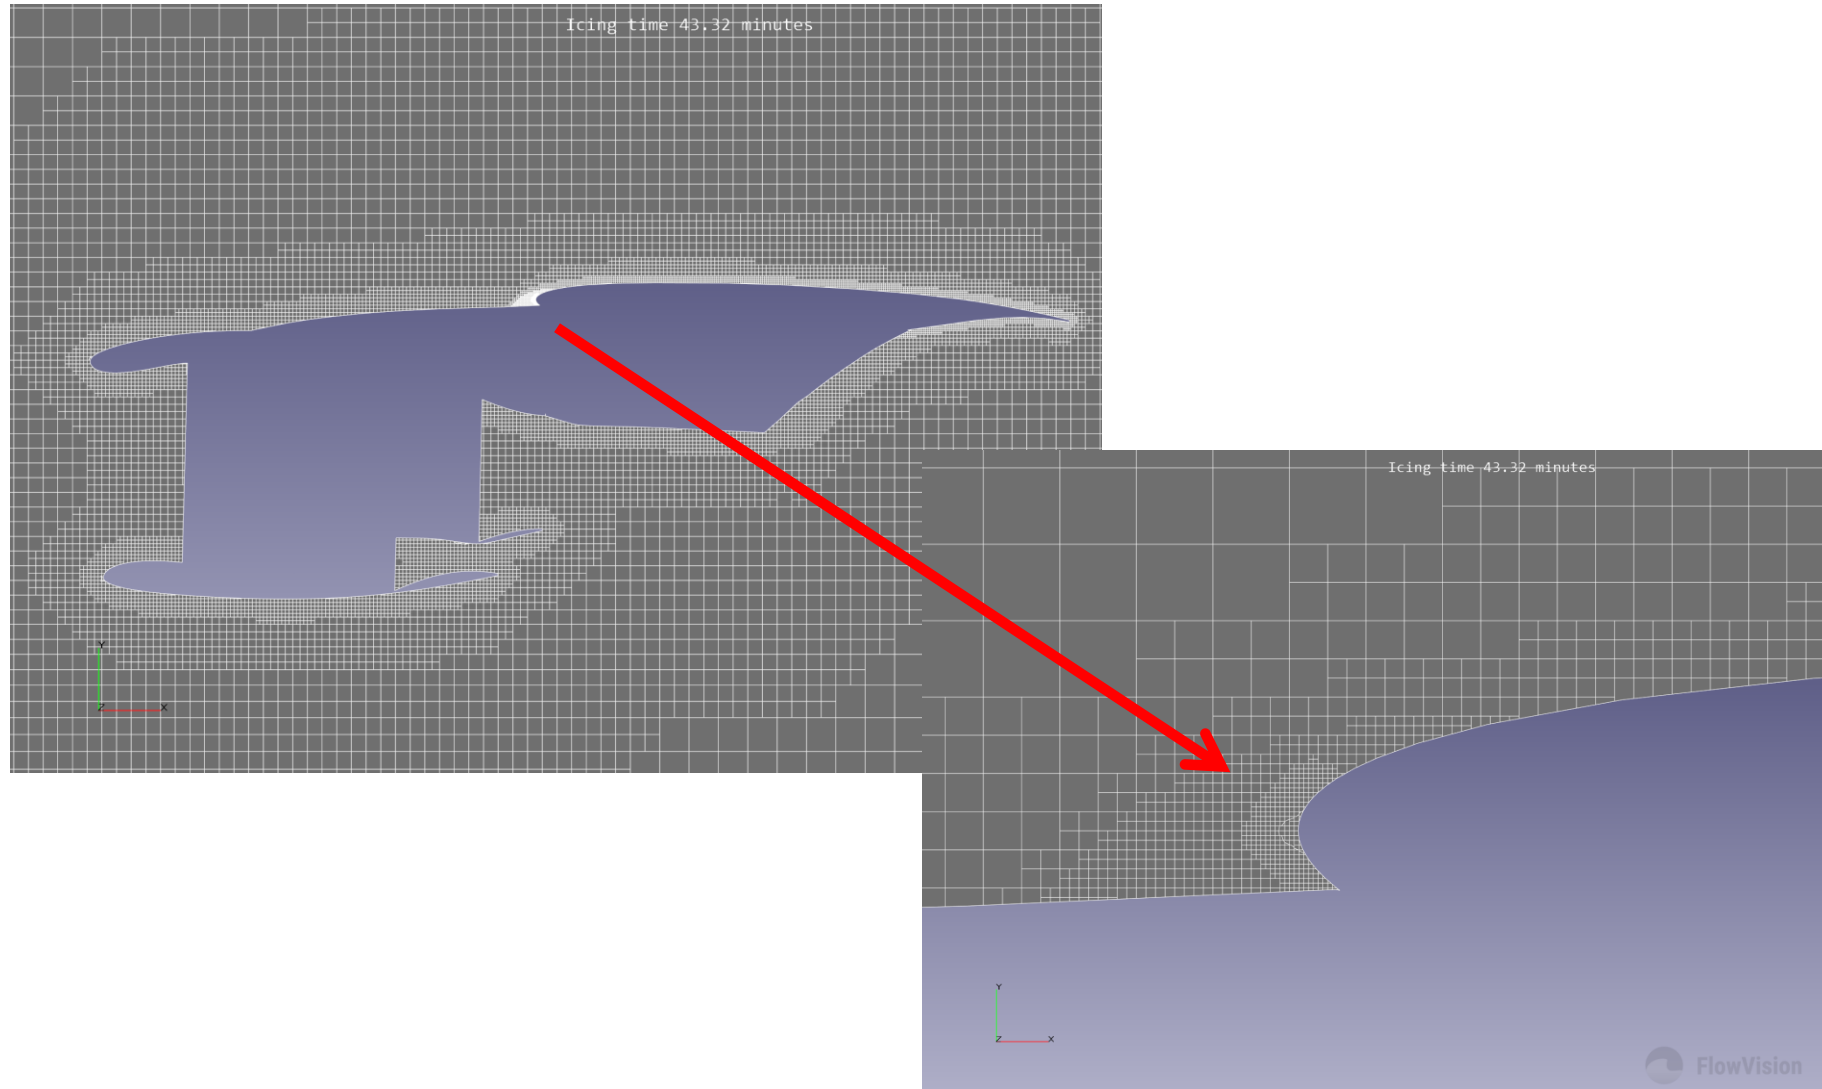 Icing time 43.32 minutes
Y
Z X
Icing time 43.32 minutes
Y
Z X
FlowVision